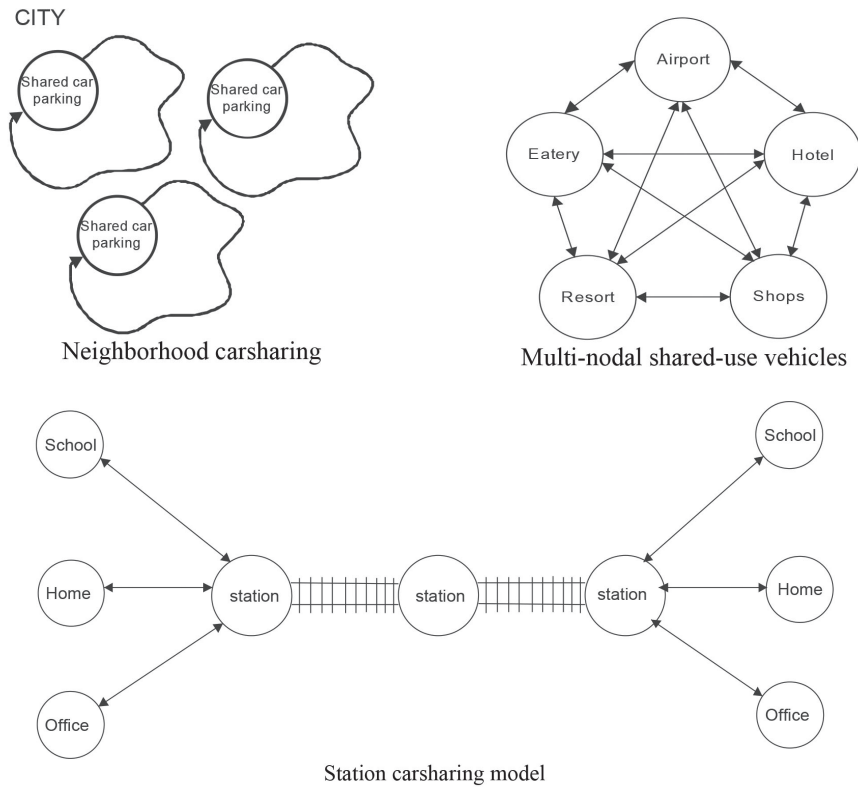 CITY
Shared car
parking
Shared car
parking
Shared car
parking
Neighborhood carsharing
Airport
Eatery
Hotel
Resort
Shops
Multi-nodal shared-use vehicles
School
School
Home
station
station
station
Home
Office
Office
Station carsharing model